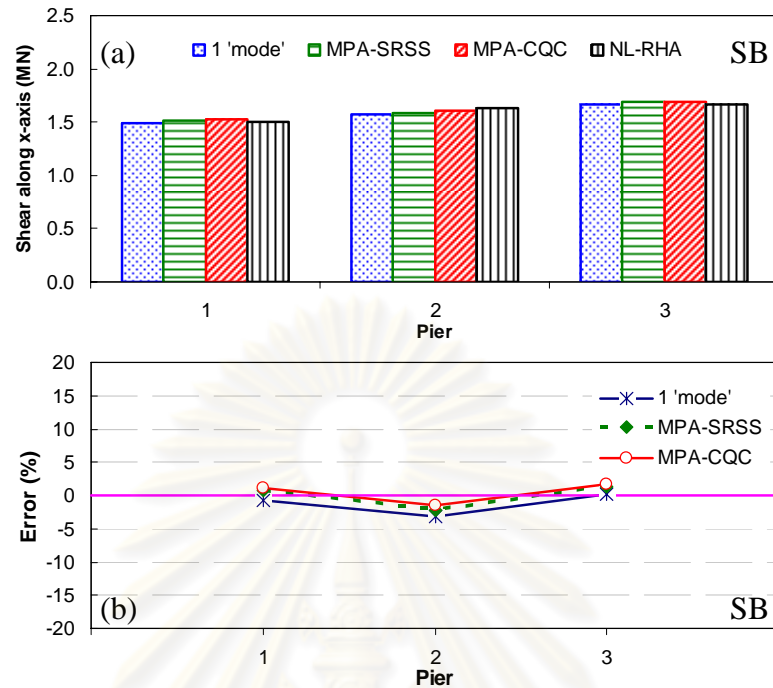 2.5
(a)
1 'mode'
MPA-SRSS
MPA-CQC
NL-RHA
SB
2.0
1.5
1.0
0.5
0.0
Shear along x-axis (MN)
1
2
3
Pier
20
15
10
5
0
-5
-10
-15
-20
Error (%)
1 'mode'
MPA-SRSS
MPA-CQC
(b)
SB
1
2
3
Pier